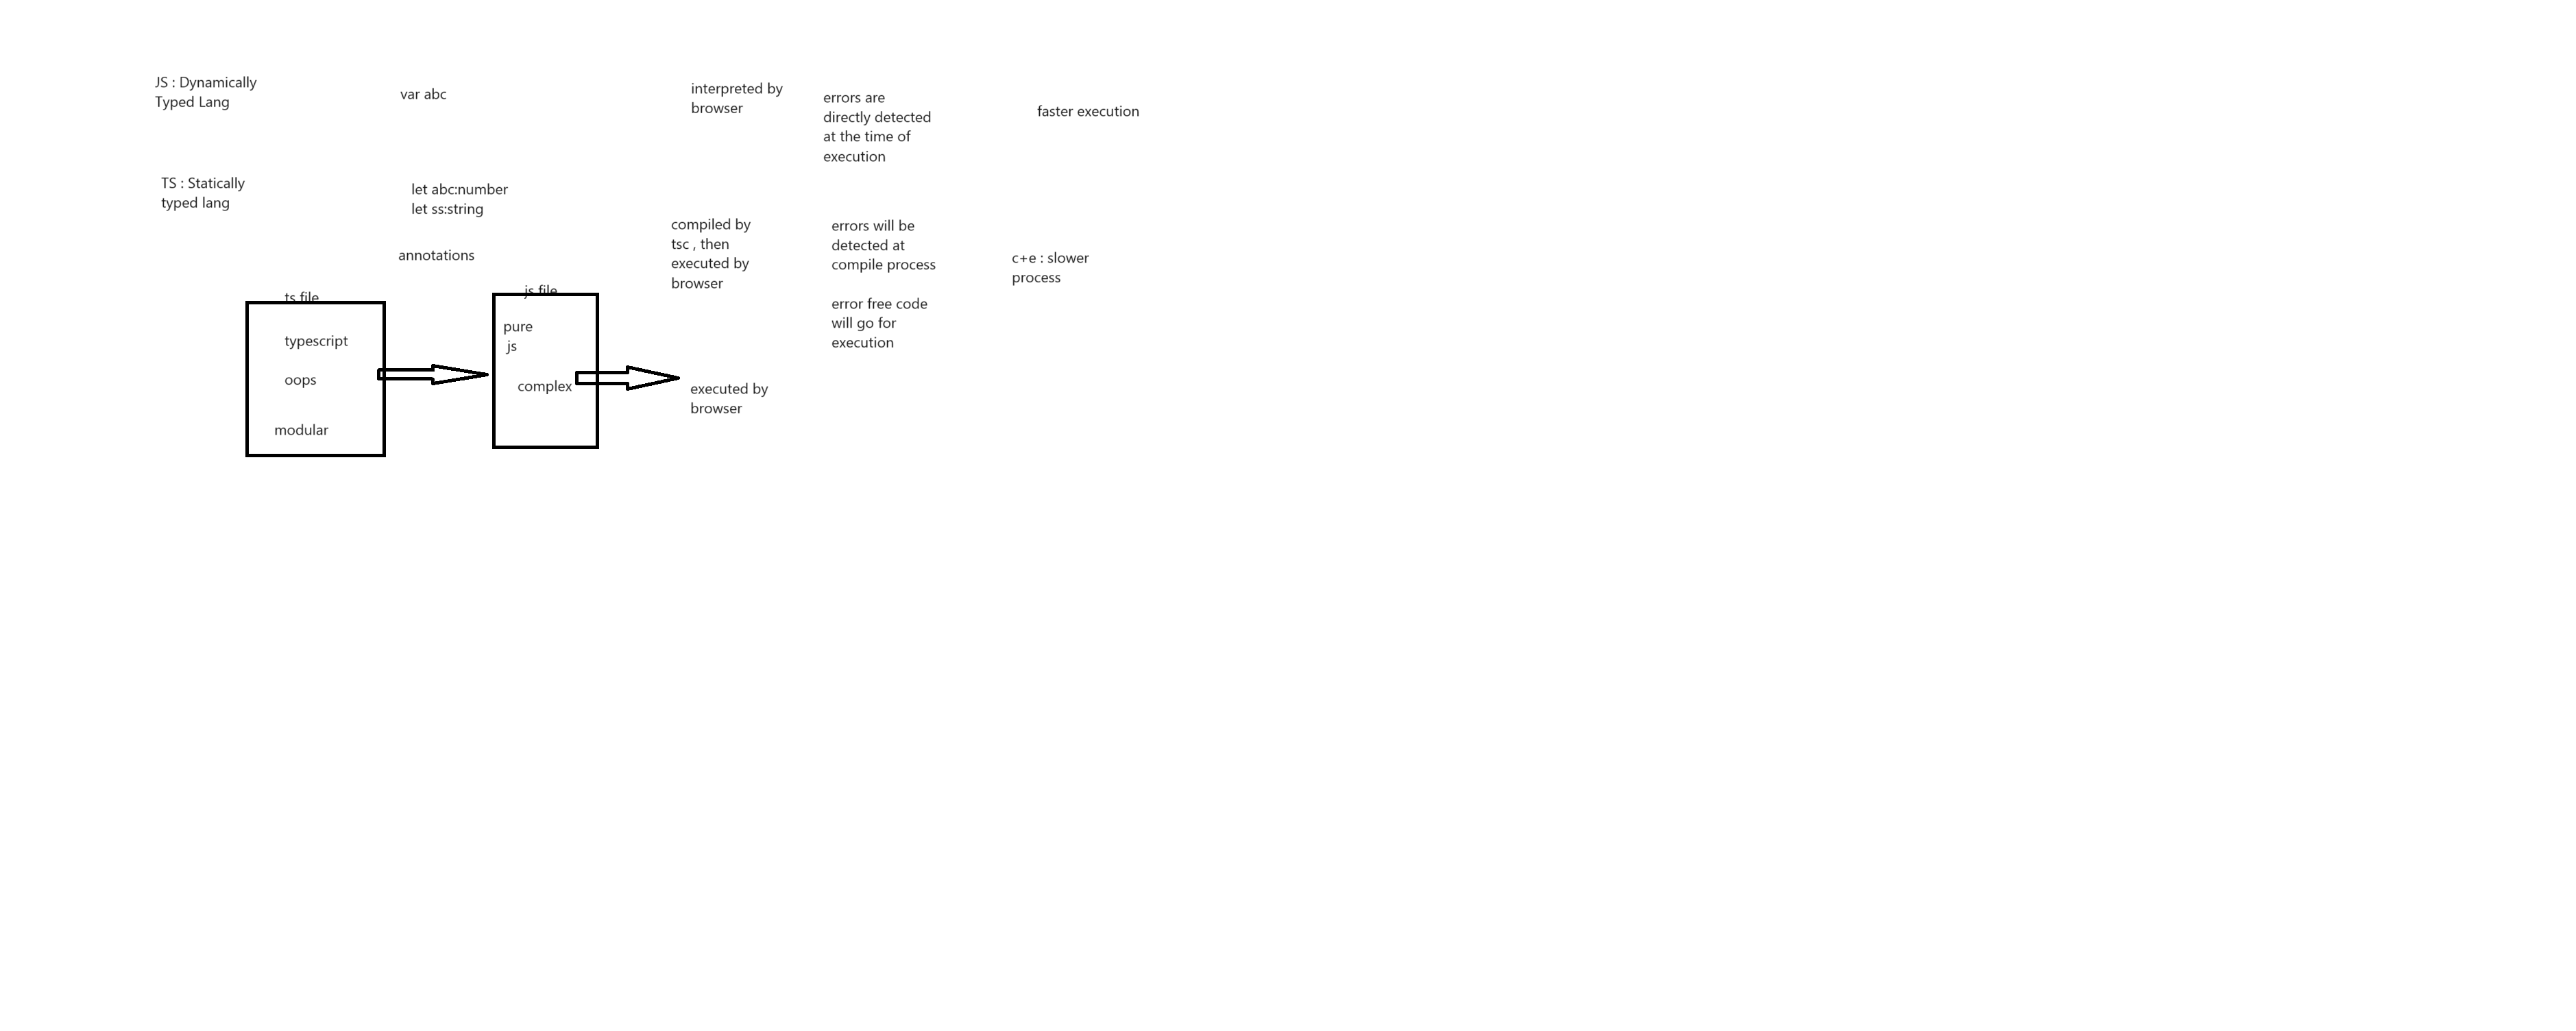 JS : Dynamically
Typed Lang
var abc
interpreted by
browser
errors are
directly detected
at the time of
execution
faster execution
TS : Statically
typed lang
let abc:number
let ss:string
annotations
compiled by
tsc , then
executed by
browser
errors will be
detected at
compile process
error free code
will go for
execution
c+e : slower
process
ts file
typescript
oops
modular
js file
pure
js
complex
executed by
browser